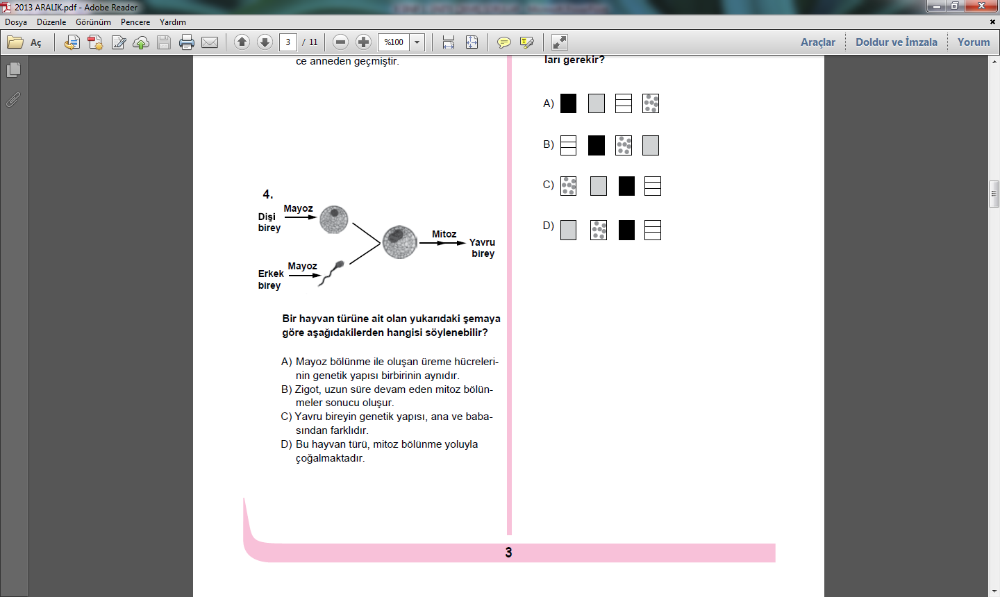 2013 ARALIK.pdf - Adobe Reader
Dosya Düzenle Görünüm Pencere Yardım
Aç 3 / 11 %100 Araçlar Doldur ve İmzala Yorum
ce anneden geçmiştir.
4.
Dişi
birey
Mayoz
Erkek
birey
Mayoz
Mitoz
Yavru
birey
Bir hayvan türüne ait olan yukarıdaki şemaya
göre aşağıdakilerden hangisi söylenebilir?
A) Mayoz bölünme ile oluşan üreme hücreleri-
nin genetik yapısı birbirinin aynıdır.
B) Zigot, uzun süre devam eden mitoz bölün-
meler sonucu oluşur.
C) Yavru bireyin genetik yapısı, ana ve baba-
sından farklıdır.
D) Bu hayvan türü, mitoz bölünme yoluyla
çoğalmaktadır.
ları gerekir?
A)
B)
C)
D)
3